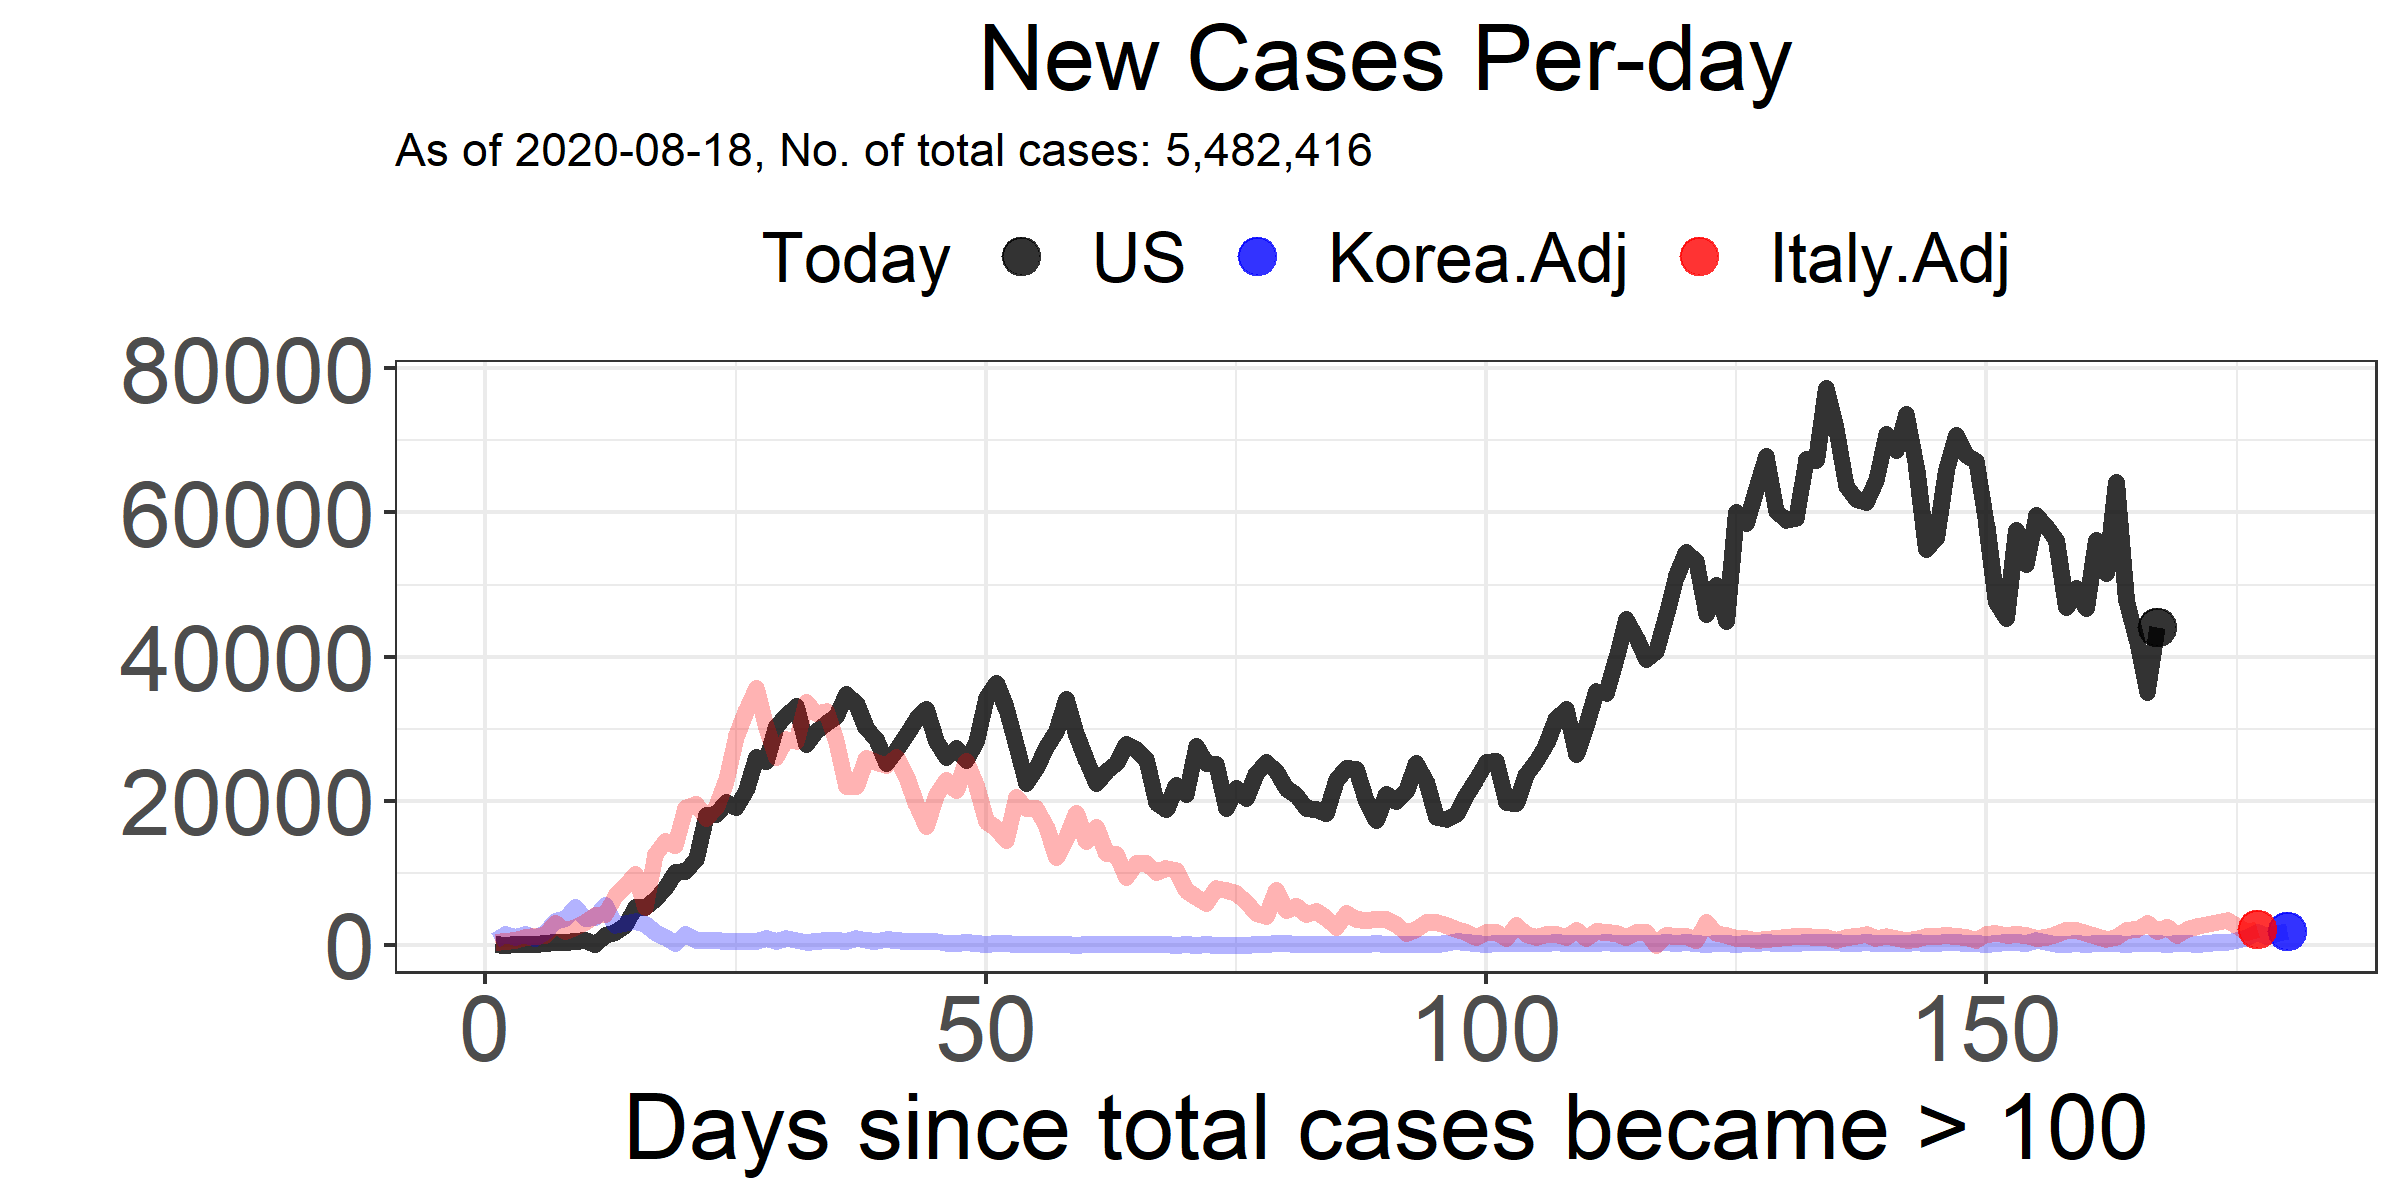 New Cases Per-day
As of 2020-08-18, No. of total cases: 5,482,416
Today US Korea.Adj Italy.Adj
80000
60000
40000
20000
0
0 50 100 150
Days since total cases became > 100